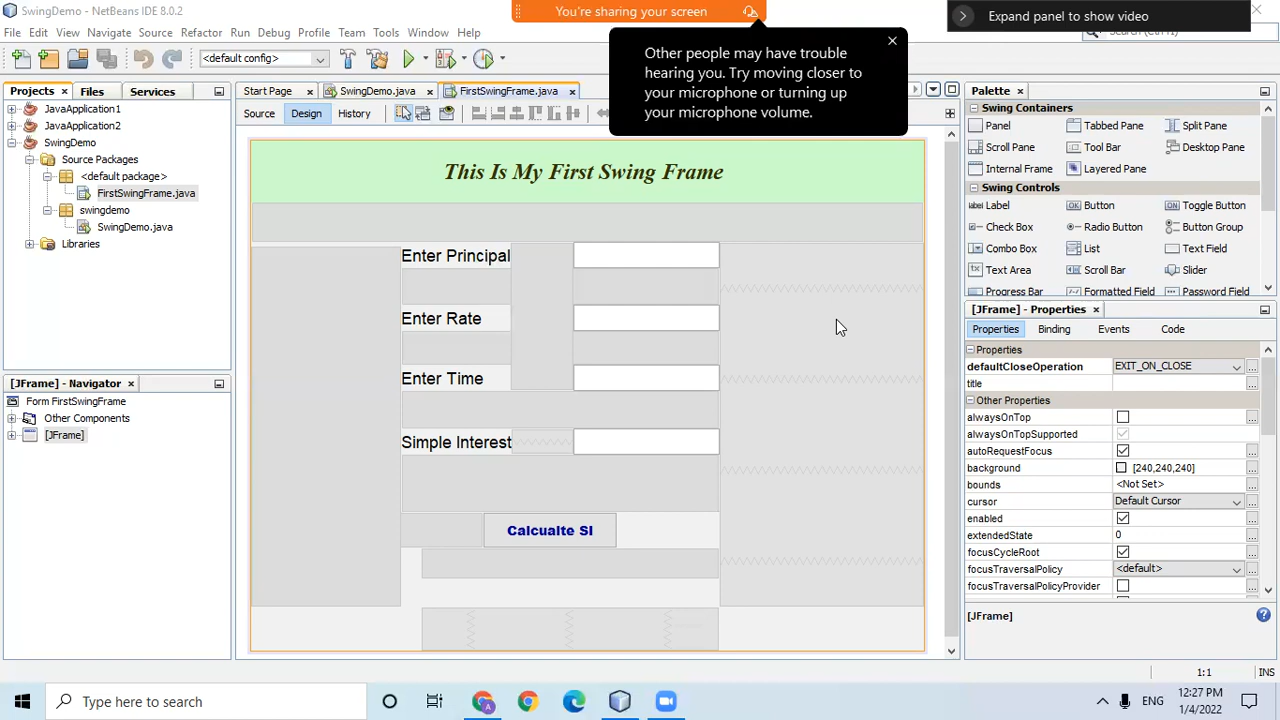 SwingDemo - NetBeans IDE 8.0.2
You're sharing your screen
Expand panel to show video
File Edit View Navigate Source Refactor Run Debug Profile Team Tools Window Help
<default config>
Other people may have trouble
hearing you. Try moving closer to
your microphone or turning up
your microphone volume.
Projects Files Services
JavaApplication1
JavaApplication2
SwingDemo
Source Packages
<default package>
FirstSwingFrame.java
swingdemo
SwingDemo.java
Libraries
[JFrame] - Navigator
Form FirstSwingFrame
Other Components
[JFrame]
Start Page SwingDemo.java FirstSwingFrame.java
Source Design History
This Is My First Swing Frame
Enter Principal
Enter Rate
Enter Time
Simple Interest
Calcualte SI
Palette
Swing Containers
Panel Tabbed Pane Split Pane
Scroll Pane Tool Bar Desktop Pane
Internal Frame Layered Pane
Swing Controls
Label Button Toggle Button
Check Box Radio Button Button Group
Combo Box List Text Field
Text Area Scroll Bar Slider
Progress Bar Formatted Field Password Field
[JFrame] - Properties
Properties Binding Events Code
Properties
defaultCloseOperation EXIT_ON_CLOSE
title
Other Properties
alwaysOnTop
alwaysOnTopSupported
autoRequestFocus
background [240,240,240]
bounds <Not Set>
cursor Default Cursor
enabled
extendedState 0
focusCycleRoot
focusTraversalPolicy <default>
focusTraversalPolicyProvider
[JFrame]
1:1 INS
Type here to search
ENG
12:27 PM
1/4/2022